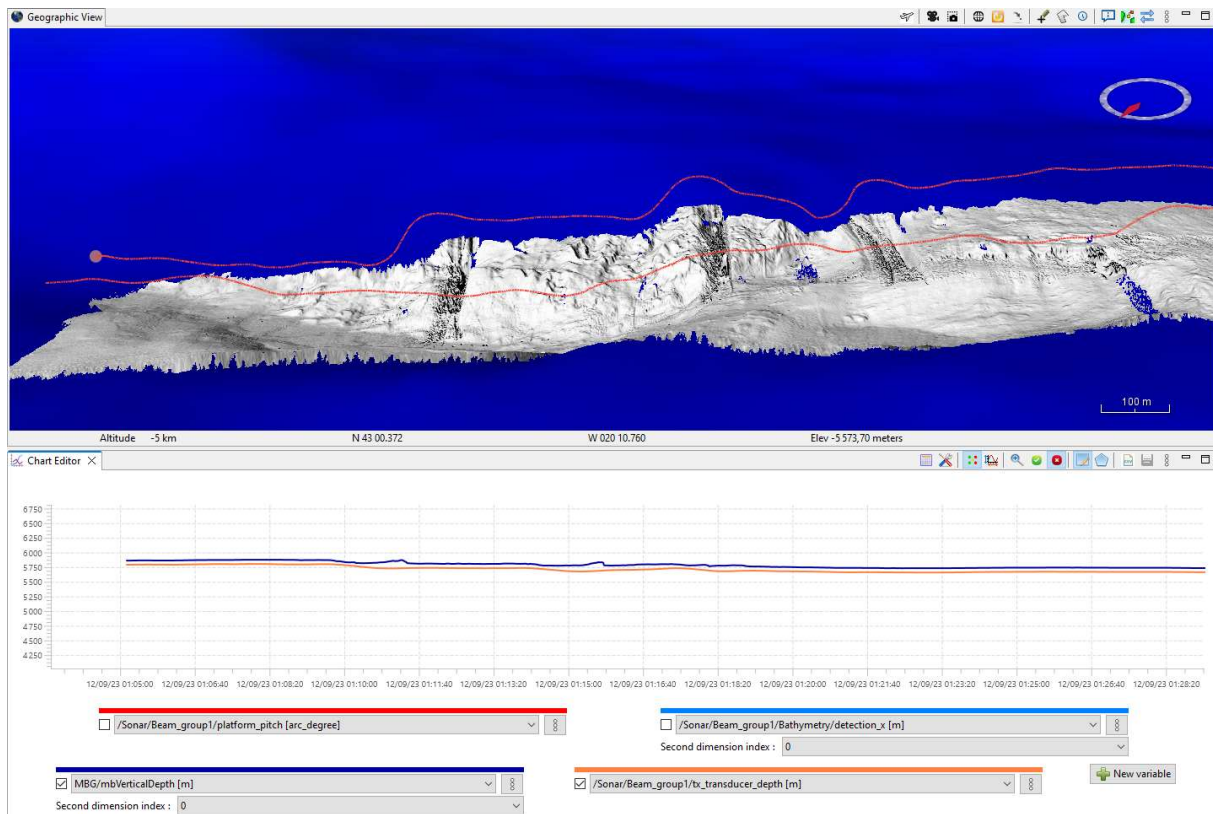 Geographic View
100 m
Altitude -5 km N 43 00.372 W 020 10.760 Elev -5 573,70 meters
Chart Editor
6750
6500
6250
6000
5750
5500
5250
5000
4750
4500
4250
12/09/23 01:05:00 12/09/23 01:06:40 12/09/23 01:08:20 12/09/23 01:10:00 12/09/23 01:11:40 12/09/23 01:13:20 12/09/23 01:15:00 12/09/23 01:16:40 12/09/23 01:18:20 12/09/23 01:20:00 12/09/23 01:21:40 12/09/23 01:23:20 12/09/23 01:25:00 12/09/23 01:26:40 12/09/23 01:28:20
/Sonar/Beam_group1/platform_pitch [arc_degree] /Sonar/Beam_group1/Bathymetry/detection_x [m]
Second dimension index : 0
MBG/mbVerticalDepth [m] /Sonar/Beam_group1/tx_transducer_depth [m] New variable
Second dimension index : 0